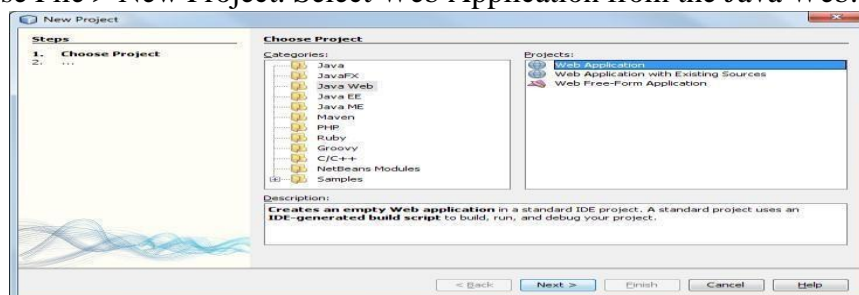 se File > New Project. Select Web Application from the Java Web.
New Project
Steps
1. Choose Project
2. ...
Choose Project
Categories:
Java
JavaFX
Java Web
Java EE
Java ME
Maven
PHP
Ruby
Groovy
C/C++
NetBeans Modules
Samples
Projects:
Web Application
Web Application with Existing Sources
Web Free-Form Application
Description:
Creates an empty Web application in a standard IDE project. A standard project uses an
IDE-generated build script to build, run, and debug your project.
< Back
Next >
Finish
Cancel
Help